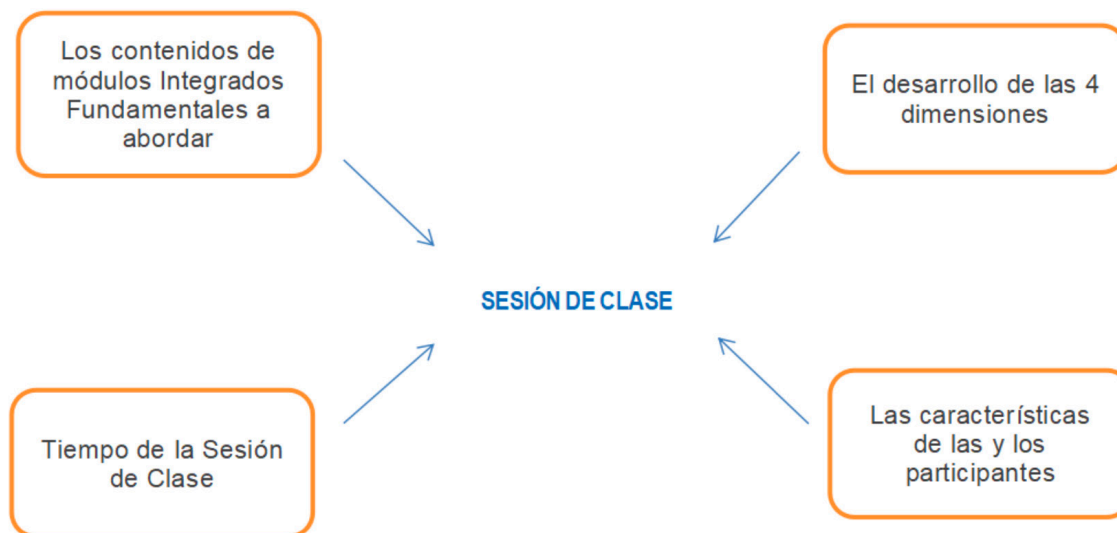 Los contenidos de
módulos Integrados
Fundamentales a
abordar
El desarrollo de las 4
dimensiones
SESIÓN DE CLASE
Tiempo de la Sesión
de Clase
Las características
de las y los
participantes